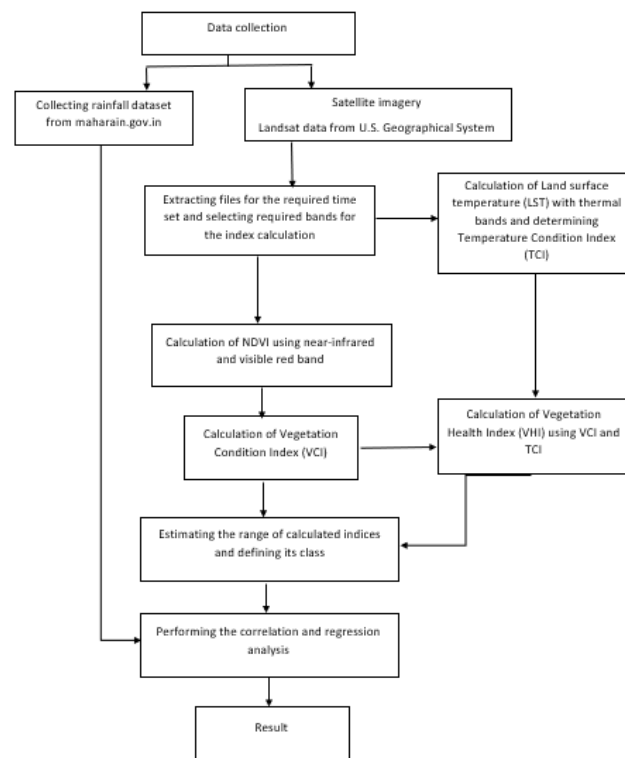 Data collection
Collecting rainfall dataset
from maharain.gov.in
Satellite imagery
Landsat data from U.S. Geographical System
Extracting files for the required time
set and selecting required bands for
the index calculation
Calculation of Land surface
temperature (LST) with thermal
bands and determining
Temperature Condition Index
(TCI)
Calculation of NDVI using near-infrared
and visible red band
Calculation of Vegetation
Condition Index (VCI)
Calculation of Vegetation
Health Index (VHI) using VCI and
TCI
Estimating the range of calculated indices
and defining its class
Performing the correlation and regression
analysis
Result